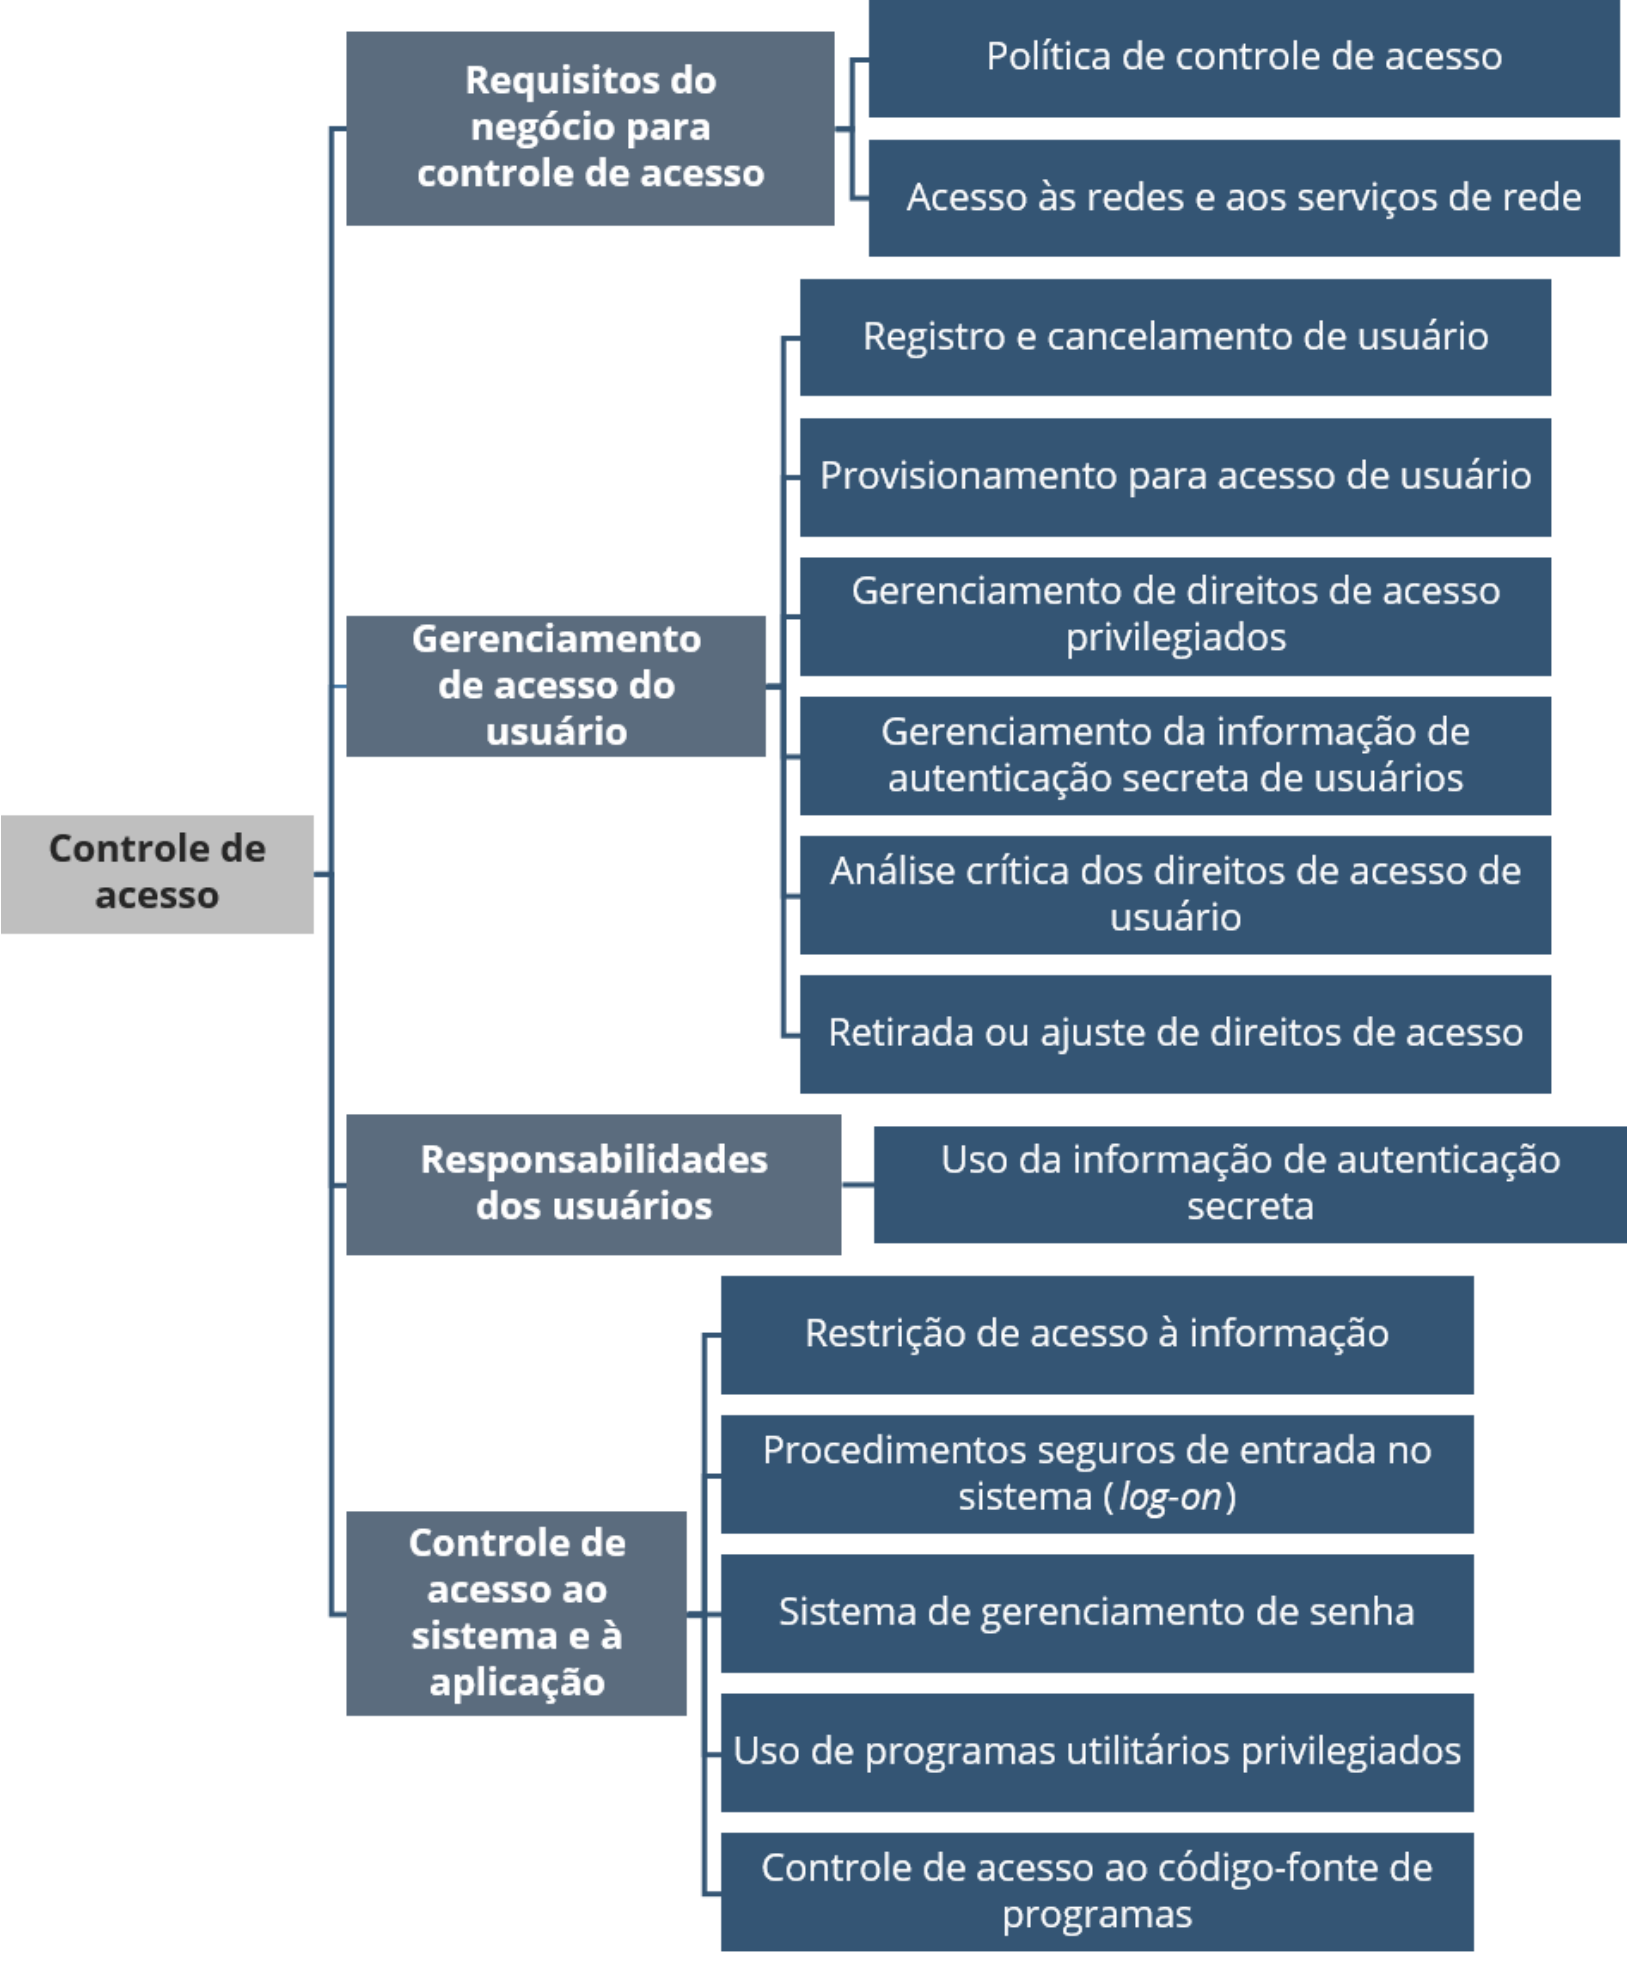 Controle de
acesso
Requisitos do
negócio para
controle de acesso
Política de controle de acesso
Acesso às redes e aos serviços de rede
Gerenciamento
de acesso do
usuário
Registro e cancelamento de usuário
Provisionamento para acesso de usuário
Gerenciamento de direitos de acesso
privilegiados
Gerenciamento da informação de
autenticação secreta de usuários
Análise crítica dos direitos de acesso de
usuário
Retirada ou ajuste de direitos de acesso
Responsabilidades
dos usuários
Uso da informação de autenticação
secreta
Controle de
acesso ao
sistema e à
aplicação
Restrição de acesso à informação
Procedimentos seguros de entrada no
sistema (log-on)
Sistema de gerenciamento de senha
Uso de programas utilitários privilegiados
Controle de acesso ao código-fonte de
programas